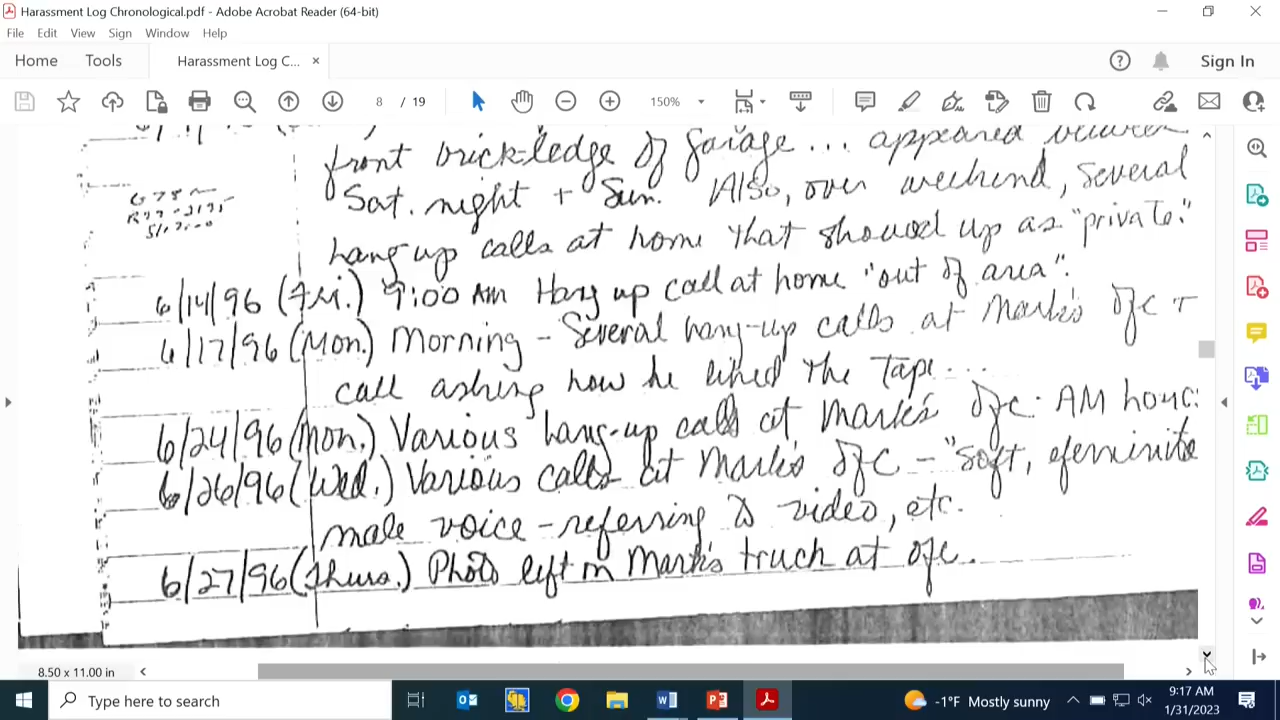 Harassment Log Chronological.pdf - Adobe Acrobat Reader (64-bit)
File Edit View Sign Window Help
Home Tools Harassment Log C... × Sign In
8 / 19 150%
front brick-ledge of garage... appeared between
Sat. night + Sun. Also, over weekend, several
hang up calls at home that showed up as "private."
6/14/96 (Fri.) 9:00 AM Hang up call at home "out of area".
6/17/96 (Mon.) Morning - Several hang-up calls at Mark's ofc +
call asking how he liked the tape...
6/24/96 (Mon.) Various hang-up calls at Mark's ofc. AM hours
6/26/96 (Wed.) Various calls at Mark's ofc - "soft, efeminite
male voice - referring to video, etc.
6/27/96 (Thurs.) Photo left on Mark's truck at ofc.
8.50 x 11.00 in
Type here to search
-1°F Mostly sunny
9:17 AM
1/31/2023